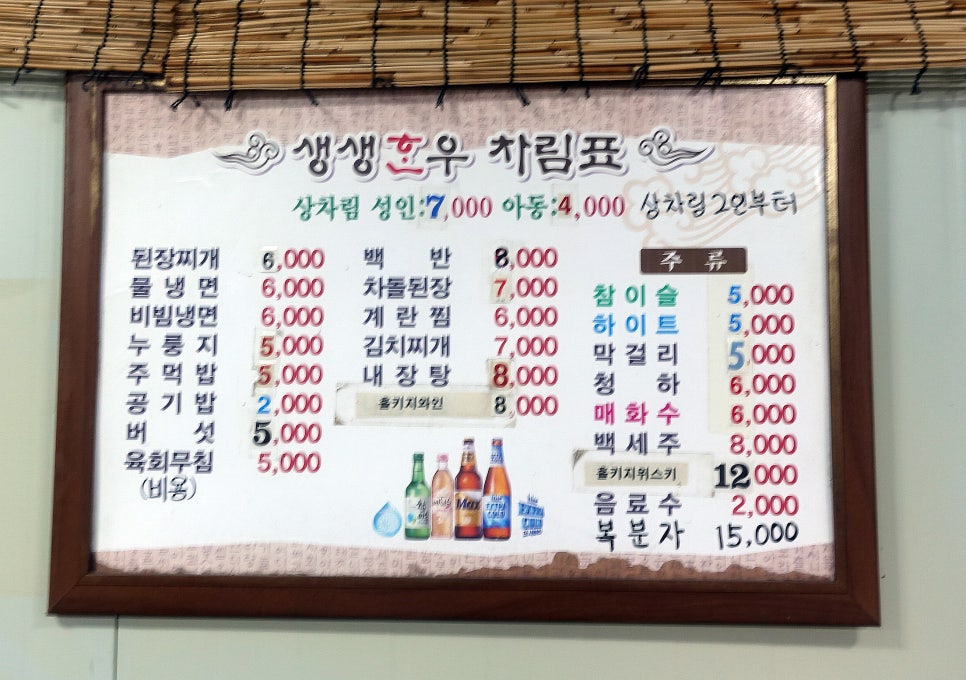 생생한우 차림표
상차림 성인:7,000 아동:4,000 상차림2인부터
된장찌개 6,000
물냉면 6,000
비빔냉면 6,000
누룽지 5,000
주먹밥 5,000
공기밥 2,000
버섯 5,000
육회무침 5,000
(비용)
백반 8,000
차돌된장 7,000
계란찜 6,000
김치찌개 7,000
내장탕 8,000
홀키지와인 8,000
주류
참이슬 5,000
하이트 5,000
막걸리 5,000
청하 6,000
매화수 6,000
백세주 8,000
홀키지위스키 12000
음료수 2,000
복분자 15,000
Max